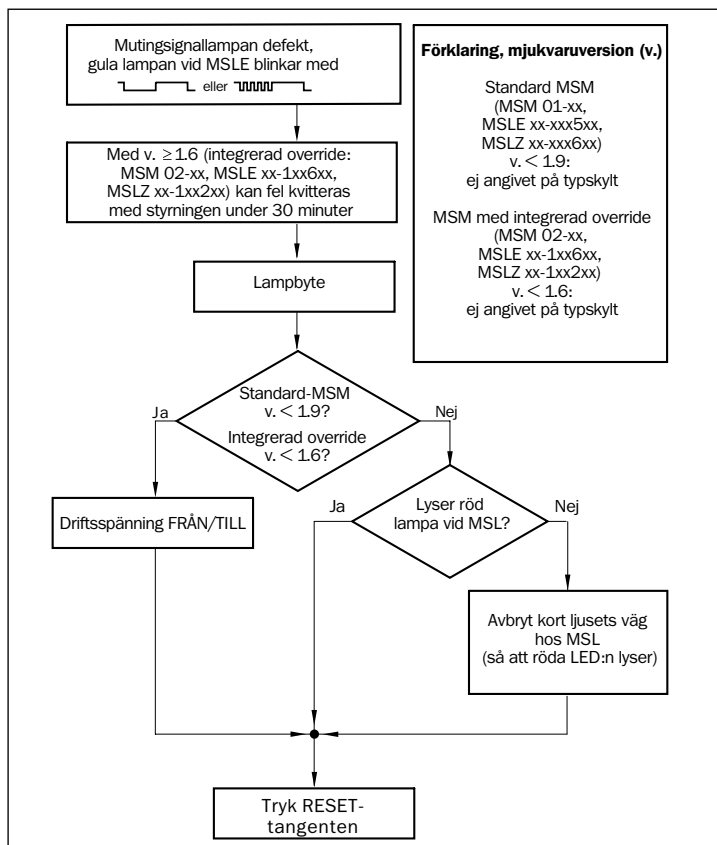 Mutingsignallampan defekt,
gula lampan vid MSLE blinkar med
eller
Med v. ≥ 1.6 (integrerad override:
MSM 02-xx, MSLE xx-1xx6xx,
MSLZ xx-1xx2xx) kan fel kvitteras
med styrningen under 30 minuter
Lampbyte
Förklaring, mjukvaruversion (v.)
Standard MSM
(MSM 01-xx,
MSLE xx-xxx5xx,
MSLZ xx-xxx6xx)
v. < 1.9:
ej angivet på typskylt
MSM med integrerad override
(MSM 02-xx,
MSLE xx-1xx6xx,
MSLZ xx-1xx2xx)
v. < 1.6:
ej angivet på typskylt
Standard-MSM
v. < 1.9?
Integrerad override
v. < 1.6?
Ja
Nej
Driftsspänning FRÅN/TILL
Lyser röd
lampa vid MSL?
Ja
Nej
Avbryt kort ljusets väg
hos MSL
(så att röda LED:n lyser)
Tryk RESET-
tangenten